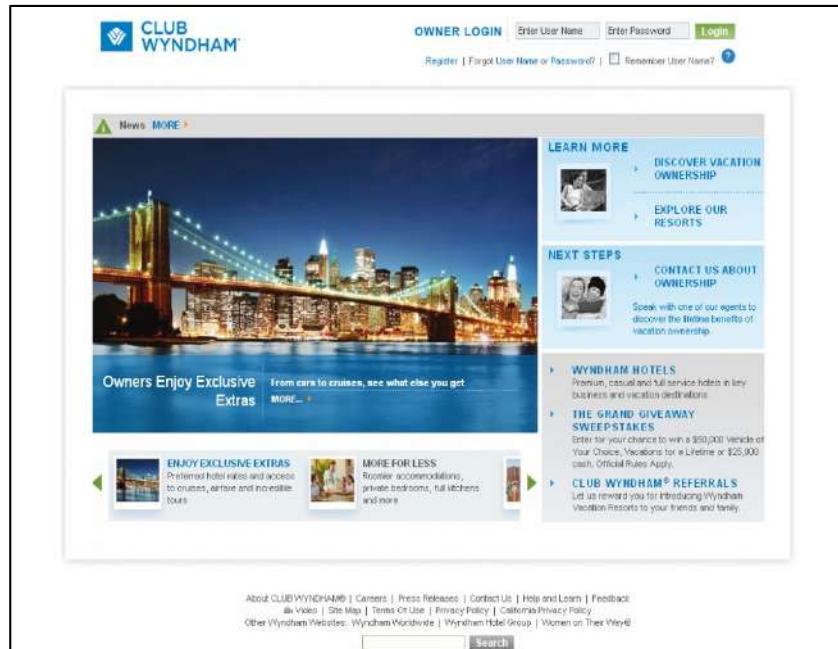 CLUB
WYNDHAM
OWNER LOGIN Enter User Name Enter Password Login
Register | Forgot User Name or Password? | Remember User Name? ?
News MORE
LEARN MORE
DISCOVER VACATION
OWNERSHIP
EXPLORE OUR
RESORTS
NEXT STEPS
CONTACT US ABOUT
OWNERSHIP
Speak with one of our agents to
discover the lifetime benefits of
vacation ownership.
Owners Enjoy Exclusive
Extras
From cars to cruises, see what else you get
MORE...
WYNDHAM HOTELS
Premium, casual and full service hotels in key
business and vacation destinations.
THE GRAND GIVEAWAY
SWEEPSTAKES
Enter for your chance to win a $50,000 Vehicle of
Your Choice, Vacations for a Lifetime or $25,000
cash. Official Rules Apply.
CLUB WYNDHAM® REFERRALS
Let us reward you for introducing Wyndham
Vacation Resorts to your friends and family.
ENJOY EXCLUSIVE EXTRAS
Preferred hotel rates and access
to cruises, airfare and incredible
tours
MORE FOR LESS
Roomier accommodations,
private bedrooms, full kitchens
and more
About CLUB WYNDHAM® | Careers | Press Releases | Contact Us | Help and Learn | Feedback
Video | Site Map | Terms Of Use | Privacy Policy | California Privacy Policy
Other Wyndham Websites: Wyndham Worldwide | Wyndham Hotel Group | Women on Their Way®
Search